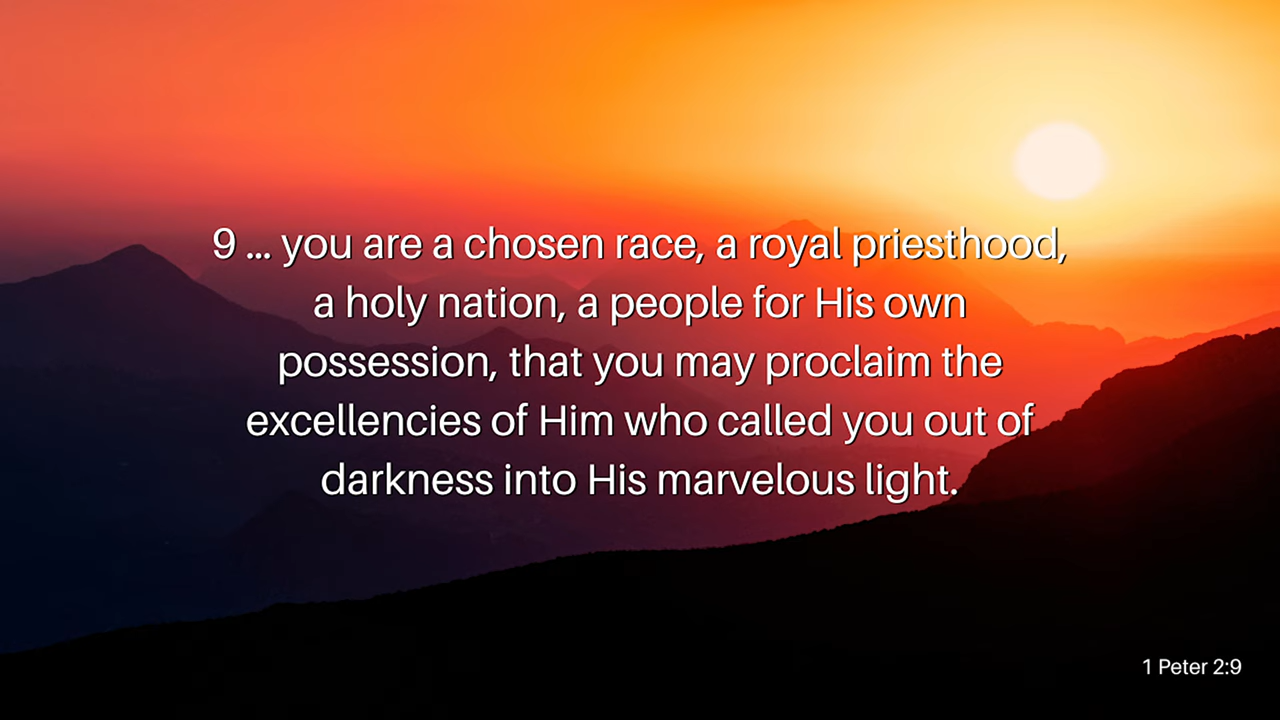 9 ... you are a chosen race, a royal priesthood,
a holy nation, a people for His own
possession, that you may proclaim the
excellencies of Him who called you out of
darkness into His marvelous light.
1 Peter 2:9